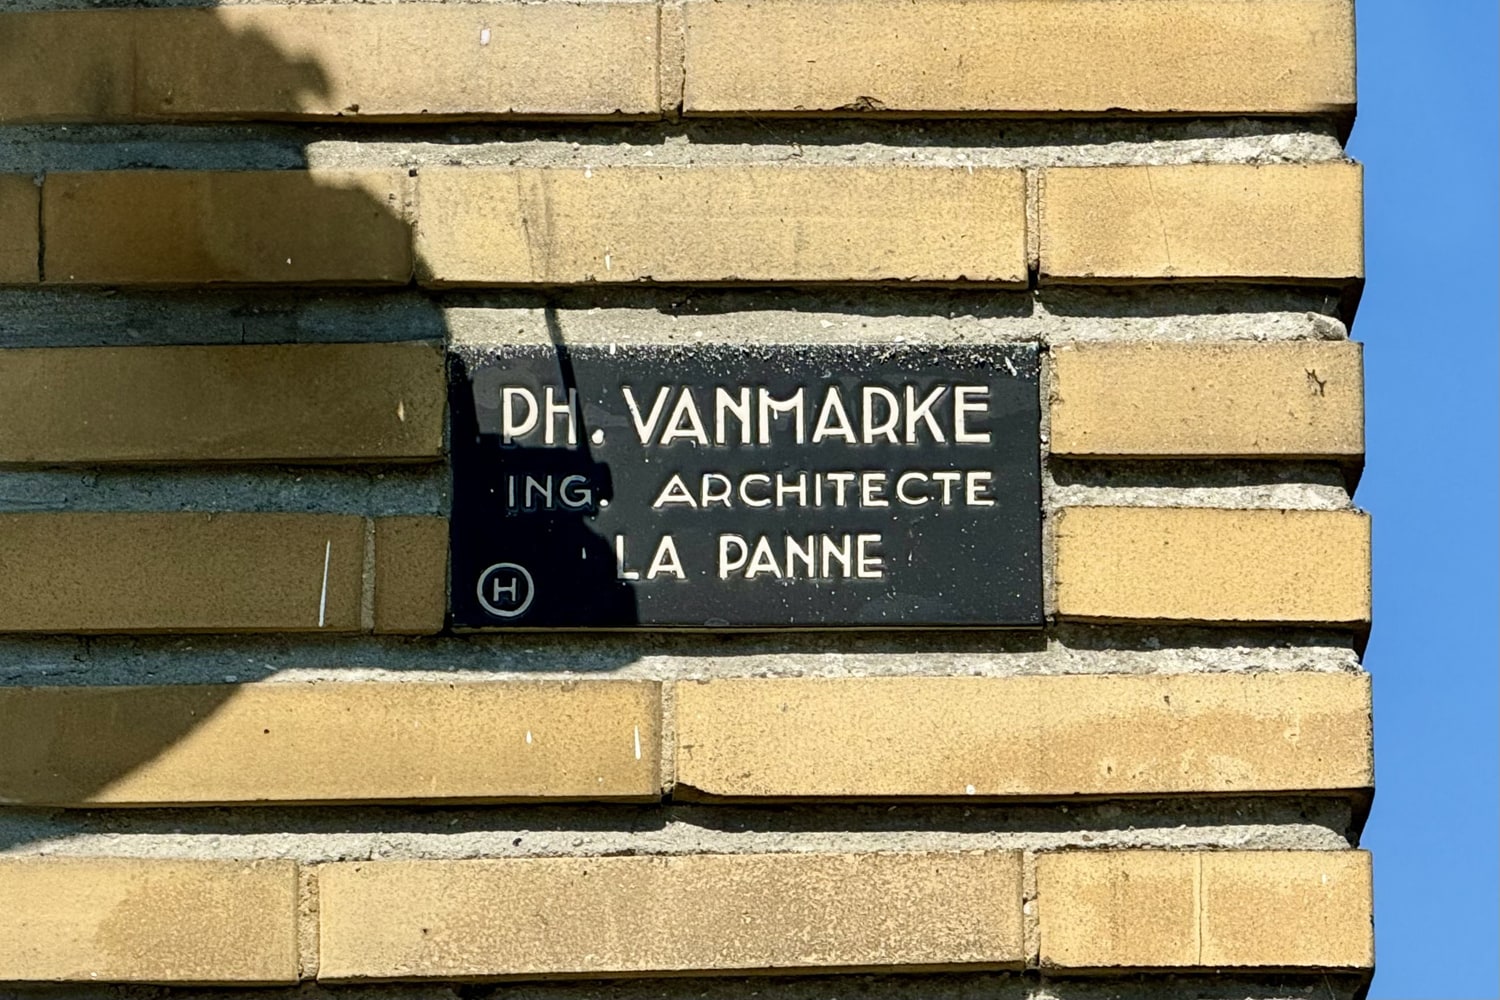 PH. VANMARKE
ING. ARCHITECTE
LA PANNE
H